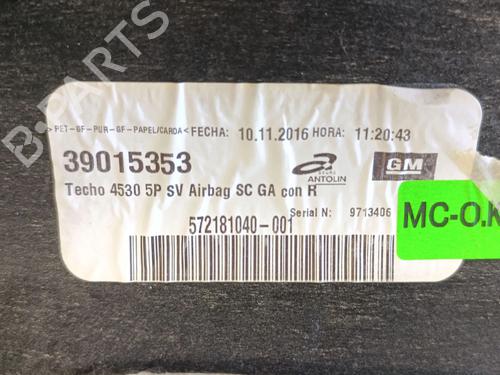 B-PARTS
>PET-GF-PUR-GF-PAPEL/CARDA< FECHA: 10.11.2016 HORA: 11:20:43
39015353
GRUPO ANTOLIN
GM
Techo 4530 5P SV Airbag SC GA con R
Serial N: 9713406
572181040-001
MC-O.K